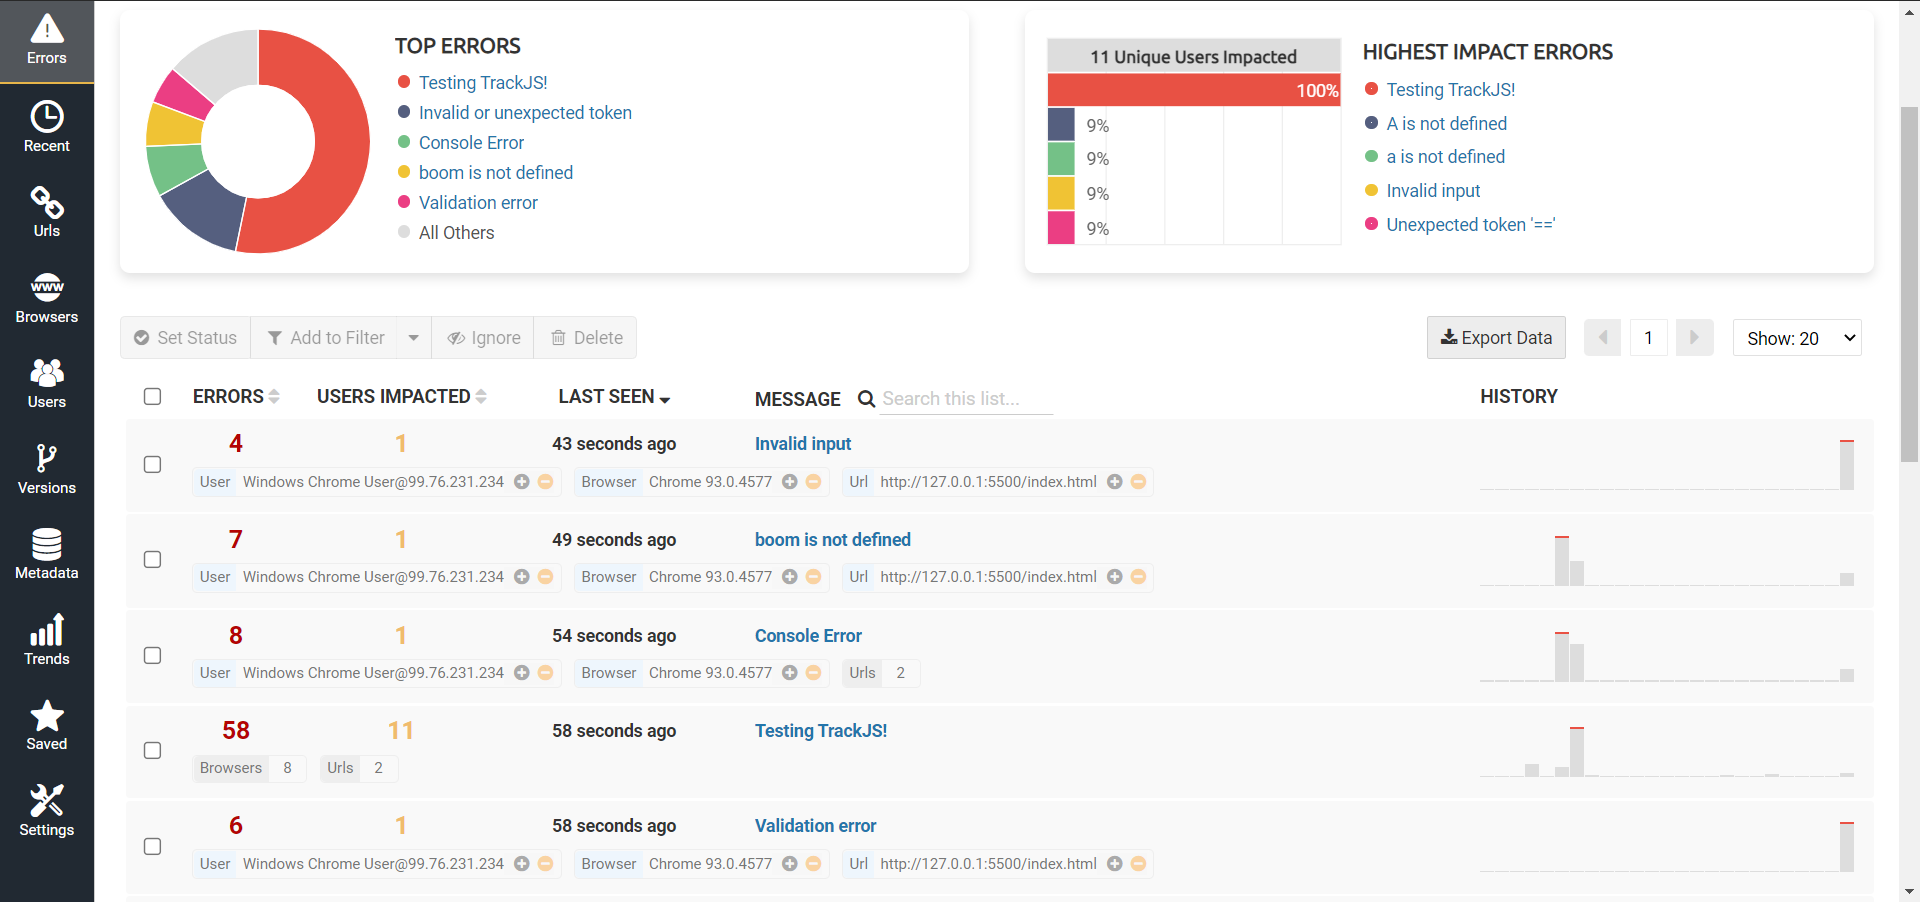 Errors
Recent
Urls
www
Browsers
Users
Versions
Metadata
Trends
Saved
Settings
TOP ERRORS
Testing TrackJS!
Invalid or unexpected token
Console Error
boom is not defined
Validation error
All Others
11 Unique Users Impacted
100%
9%
9%
9%
9%
HIGHEST IMPACT ERRORS
Testing TrackJS!
A is not defined
a is not defined
Invalid input
Unexpected token '=='
Set Status Add to Filter Ignore Delete Export Data 1 Show: 20
ERRORS USERS IMPACTED LAST SEEN MESSAGE Search this list... HISTORY
4 1 43 seconds ago Invalid input
User Windows Chrome User@99.76.231.234 Browser Chrome 93.0.4577 Url http://127.0.0.1:5500/index.html
7 1 49 seconds ago boom is not defined
User Windows Chrome User@99.76.231.234 Browser Chrome 93.0.4577 Url http://127.0.0.1:5500/index.html
8 1 54 seconds ago Console Error
User Windows Chrome User@99.76.231.234 Browser Chrome 93.0.4577 Urls 2
58 11 58 seconds ago Testing TrackJS!
Browsers 8 Urls 2
6 1 58 seconds ago Validation error
User Windows Chrome User@99.76.231.234 Browser Chrome 93.0.4577 Url http://127.0.0.1:5500/index.html